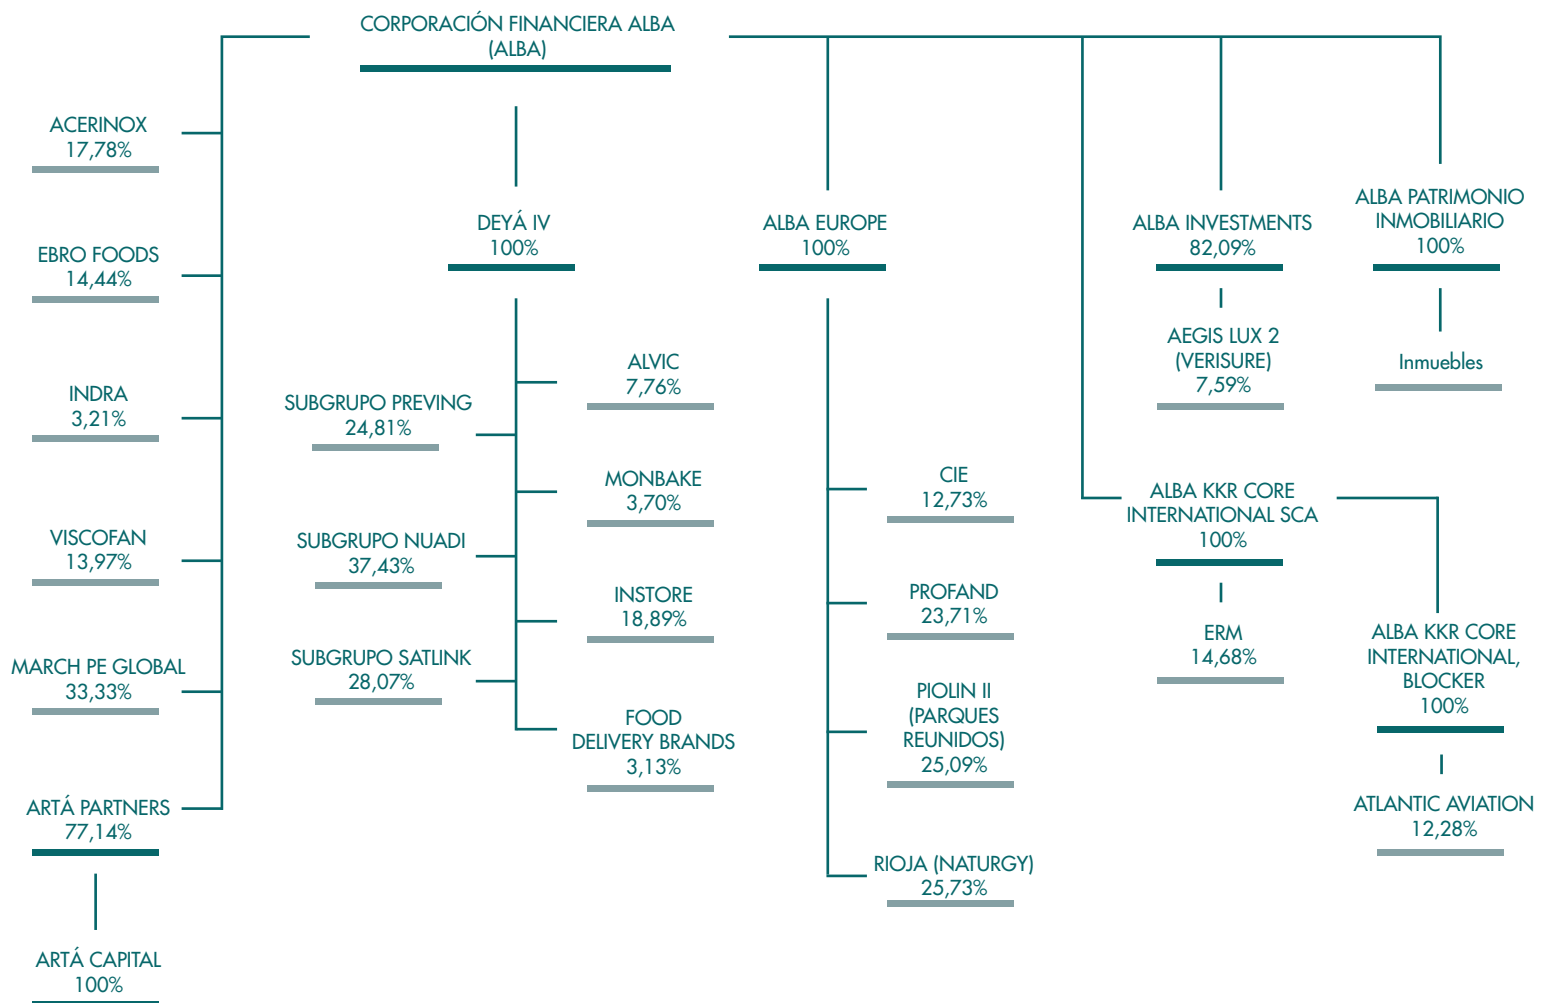 CORPORACIÓN FINANCIERA ALBA
(ALBA)
ACERINOX
17,78%
EBRO FOODS
14,44%
INDRA
3,21%
VISCOFAN
13,97%
MARCH PE GLOBAL
33,33%
ARTÁ PARTNERS
77,14%
ARTÁ CAPITAL
100%
DEYÁ IV
100%
SUBGRUPO PREVING
24,81%
SUBGRUPO NUADI
37,43%
SUBGRUPO SATLINK
28,07%
ALVIC
7,76%
MONBAKE
3,70%
INSTORE
18,89%
FOOD
DELIVERY BRANDS
3,13%
ALBA EUROPE
100%
CIE
12,73%
PROFAND
23,71%
PIOLIN II
(PARQUES
REUNIDOS)
25,09%
RIOJA (NATURGY)
25,73%
ALBA INVESTMENTS
82,09%
AEGIS LUX 2
(VERISURE)
7,59%
ALBA KKR CORE
INTERNATIONAL SCA
100%
ERM
14,68%
ALBA PATRIMONIO
INMOBILIARIO
100%
Inmuebles
ALBA KKR CORE
INTERNATIONAL,
BLOCKER
100%
ATLANTIC AVIATION
12,28%